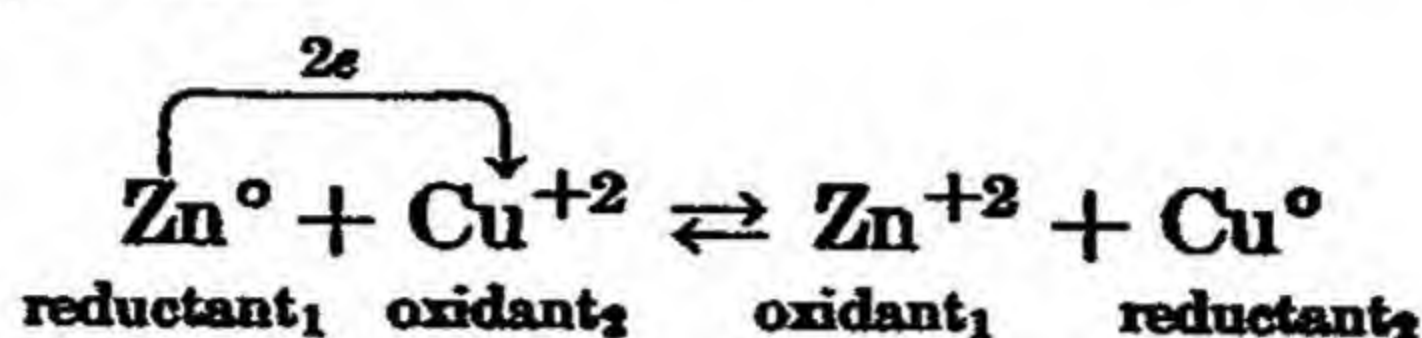 2e
Zn° + Cu⁺² ⇄ Zn⁺² + Cu°
reductant₁ oxidant₂ oxidant₁ reductant₂